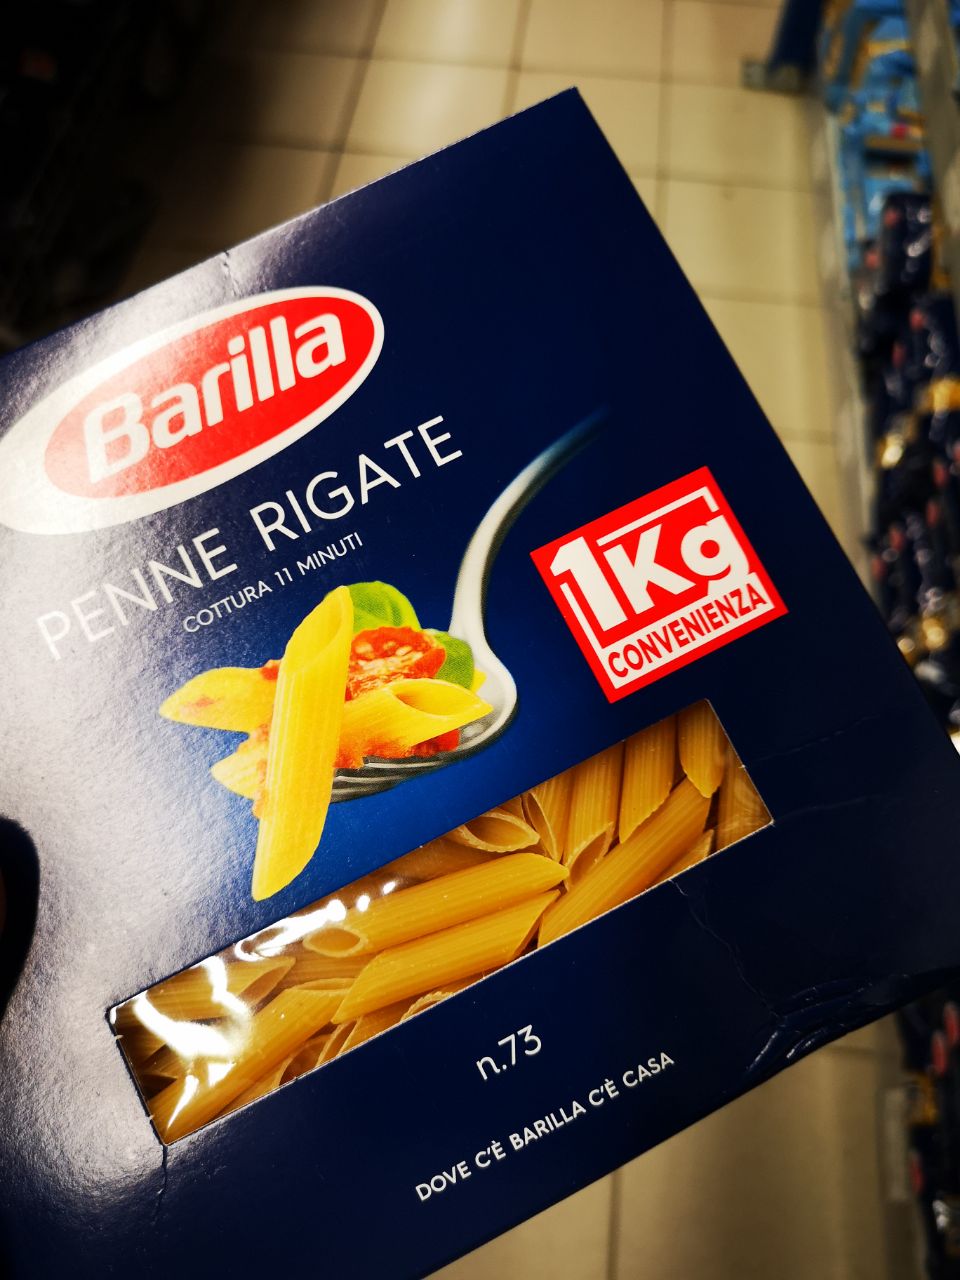 Barilla
PENNE RIGATE
COTTURA 11 MINUTI
1Kg
CONVENIENZA
n.73
DOVE C'È BARILLA C'È CASA